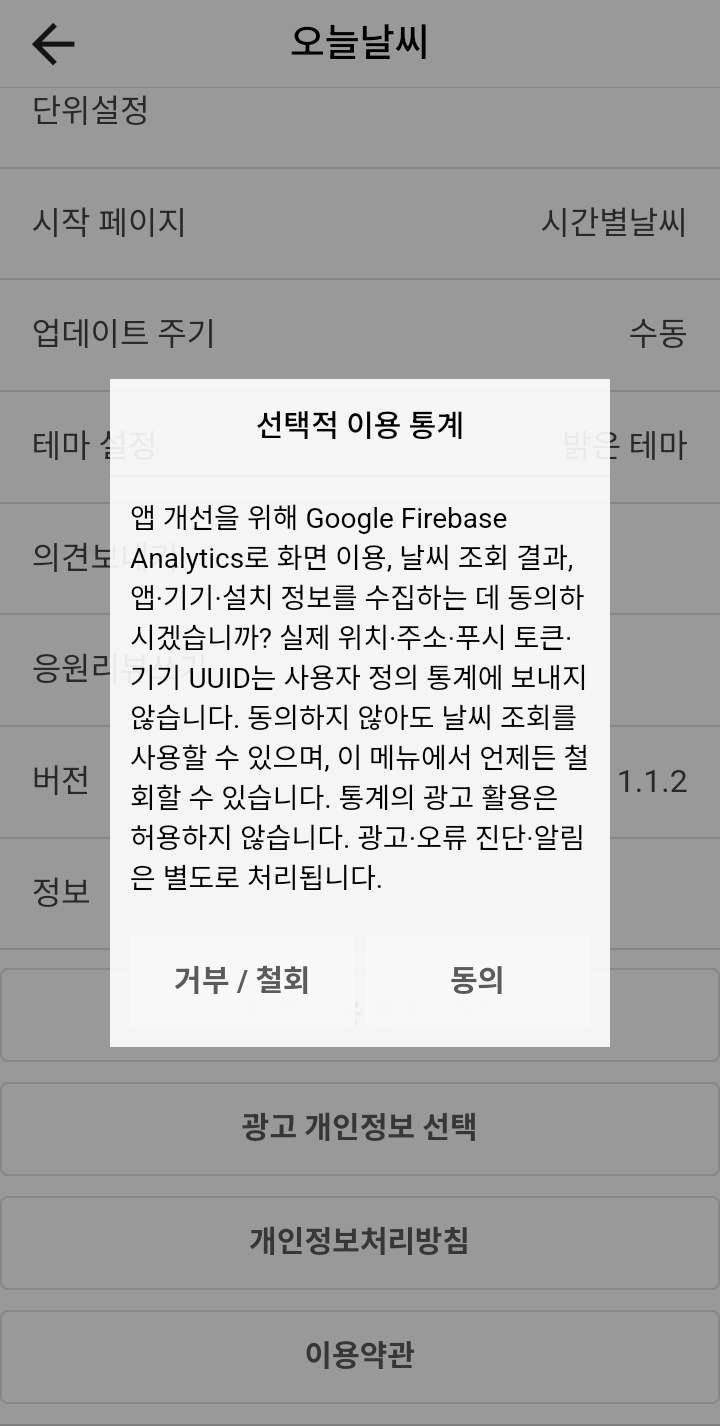 오늘날씨
단위설정
시작 페이지 시간별날씨
업데이트 주기 수동
선택적 이용 통계
테마 설정 밝은 테마
앱 개선을 위해 Google Firebase
Analytics로 화면 이용, 날씨 조회 결과,
앱·기기·설치 정보를 수집하는 데 동의하
시겠습니까? 실제 위치·주소·푸시 토큰·
기기 UUID는 사용자 정의 통계에 보내지
않습니다. 동의하지 않아도 날씨 조회를
사용할 수 있으며, 이 메뉴에서 언제든 철
회할 수 있습니다. 통계의 광고 활용은
허용하지 않습니다. 광고·오류 진단·알림
은 별도로 처리됩니다.
거부 / 철회 동의
의견보내기
응원리뷰쓰기
버전 1.1.2
정보
광고 개인정보 선택
개인정보처리방침
이용약관